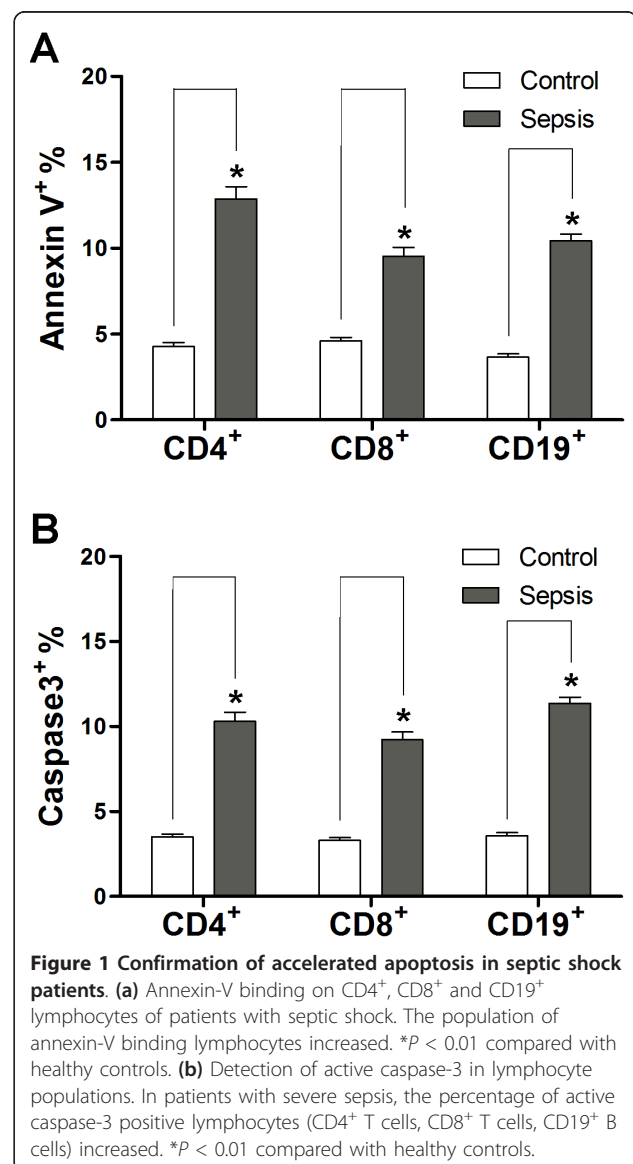 A
Annexin V⁺ %
20
15
10
5
0
Control
Sepsis
*
*
*
CD4⁺
CD8⁺
CD19⁺
B
Caspase3⁺ %
20
15
10
5
0
Control
Sepsis
*
*
*
CD4⁺
CD8⁺
CD19⁺
Figure 1 Confirmation of accelerated apoptosis in septic shock
patients. (a) Annexin-V binding on CD4⁺, CD8⁺ and CD19⁺
lymphocytes of patients with septic shock. The population of
annexin-V binding lymphocytes increased. *P < 0.01 compared with
healthy controls. (b) Detection of active caspase-3 in lymphocyte
populations. In patients with severe sepsis, the percentage of active
caspase-3 positive lymphocytes (CD4⁺ T cells, CD8⁺ T cells, CD19⁺ B
cells) increased. *P < 0.01 compared with healthy controls.